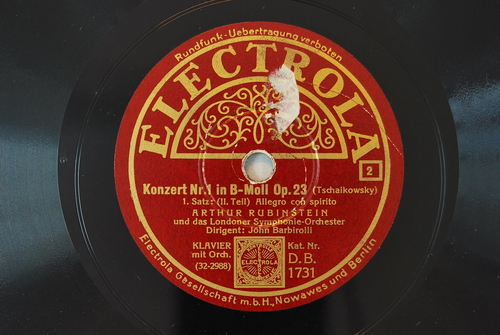 Rundfunk-Uebertragung verboten
ELECTROLA
2
Konzert Nr.1 in B-Moll Op.23 (Tschaikowsky)
1. Satz: (II. Teil) Allegro con spirito
ARTHUR RUBINSTEIN
und das Londoner Symphonie-Orchester
Dirigent: John Barbirolli
KLAVIER
mit Orch.
(32-2988)
ELECTROLA
Kat. Nr.
D.B.
1731
Electrola Gesellschaft m.b.H., Nowawes und Berlin